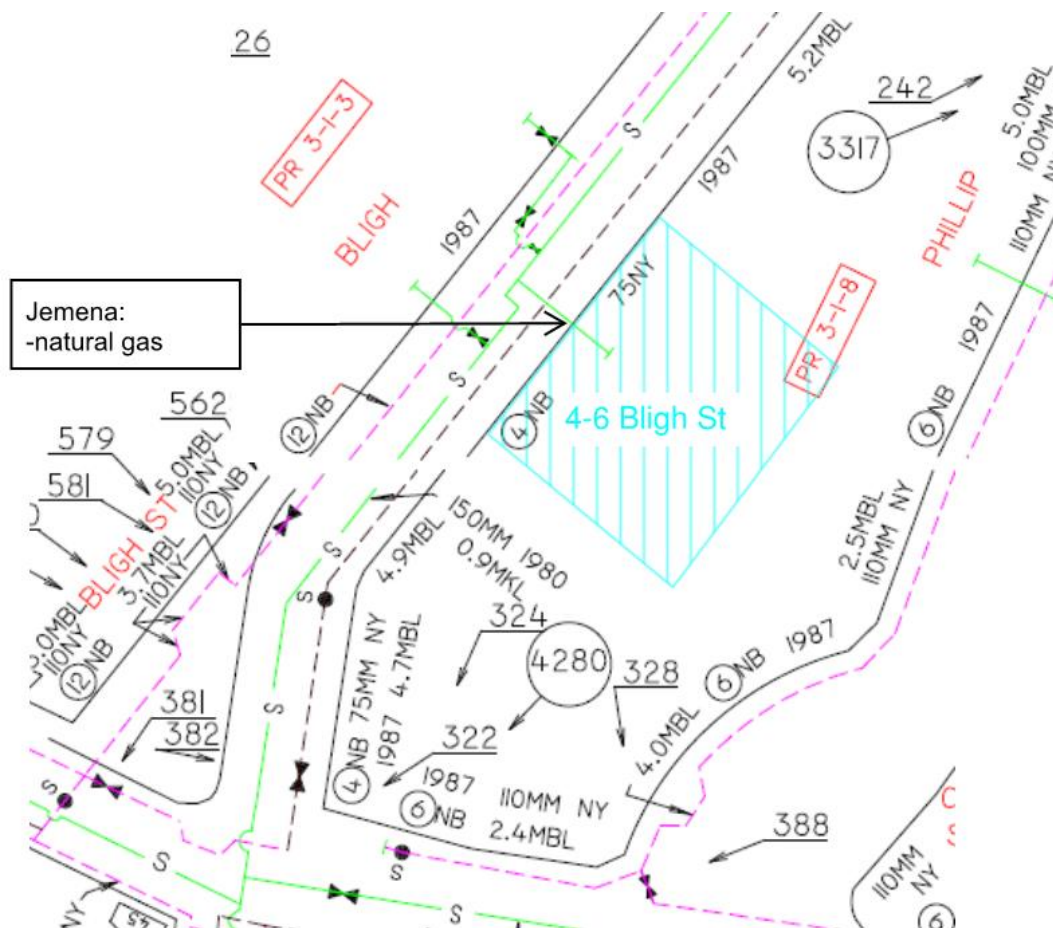 26
PR 3-1-3
BLIGH
1987
5.2MBL
1987
242
3317
5.0MBL
100MM
110MM
PHILLIP
S
75NY
PR 3-1-8
1987
Jemena:
-natural gas
S
4 NB
4-6 Bligh St
6 NB
12 NB
562
579
581
5.0MBL
110NY
12 NB
BLIGH ST
3.7MBL
110NY
110NY
12 NB
150MM 1980
0.9MKL
4.9MBL
2.5MBL
110MM NY
S
S
324
4280
328
6 NB 1987
4 NB 75MM NY
1987 4.7MBL
381
382
S
322
4.0MBL
1987 110MM NY
6 NB 2.4MBL
388
S
S
S
S
S
110MM
NY
6
NY
45